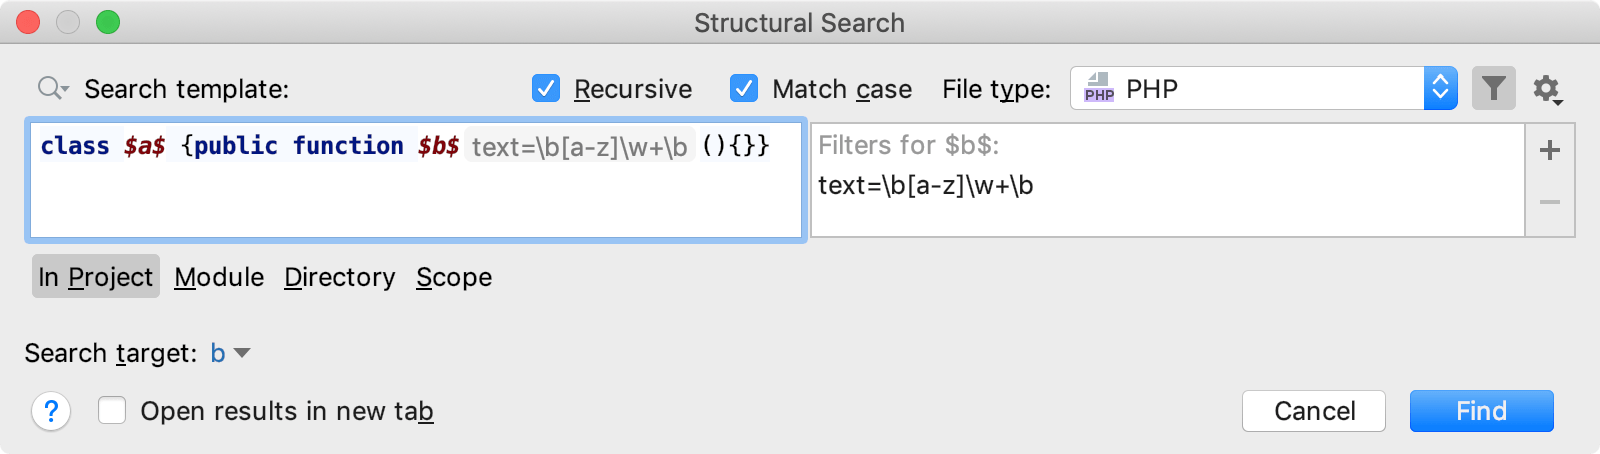 Structural Search
Search template: Recursive Match case File type: PHP PHP
class $a$ {public function $b$ text=\b[a-z]\w+\b (){}}
Filters for $b$:
text=\b[a-z]\w+\b
In Project Module Directory Scope
Search target: b
? Open results in new tab Cancel Find